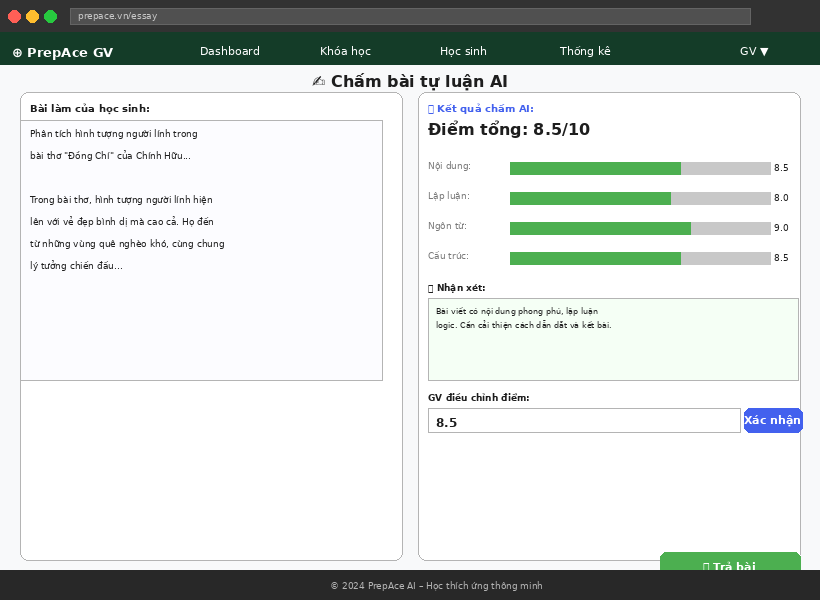 prepace.vn/essay
⊕ PrepAce GV
Dashboard
Khóa học
Học sinh
Thống kê
GV ▼
✍ Chấm bài tự luận AI
Bài làm của học sinh:
Phân tích hình tượng người lính trong
bài thơ "Đồng Chí" của Chính Hữu...
Trong bài thơ, hình tượng người lính hiện
lên với vẻ đẹp bình dị mà cao cả. Họ đến
từ những vùng quê nghèo khó, cùng chung
lý tưởng chiến đấu...
Kết quả chấm AI:
Điểm tổng: 8.5/10
Nội dung: 8.5
Lập luận: 8.0
Ngôn từ: 9.0
Cấu trúc: 8.5
Nhận xét:
Bài viết có nội dung phong phú, lập luận
logic. Cần cải thiện cách dẫn dắt và kết bài.
GV điều chỉnh điểm:
8.5
Xác nhận
Trả bài
© 2024 PrepAce AI – Học thích ứng thông minh